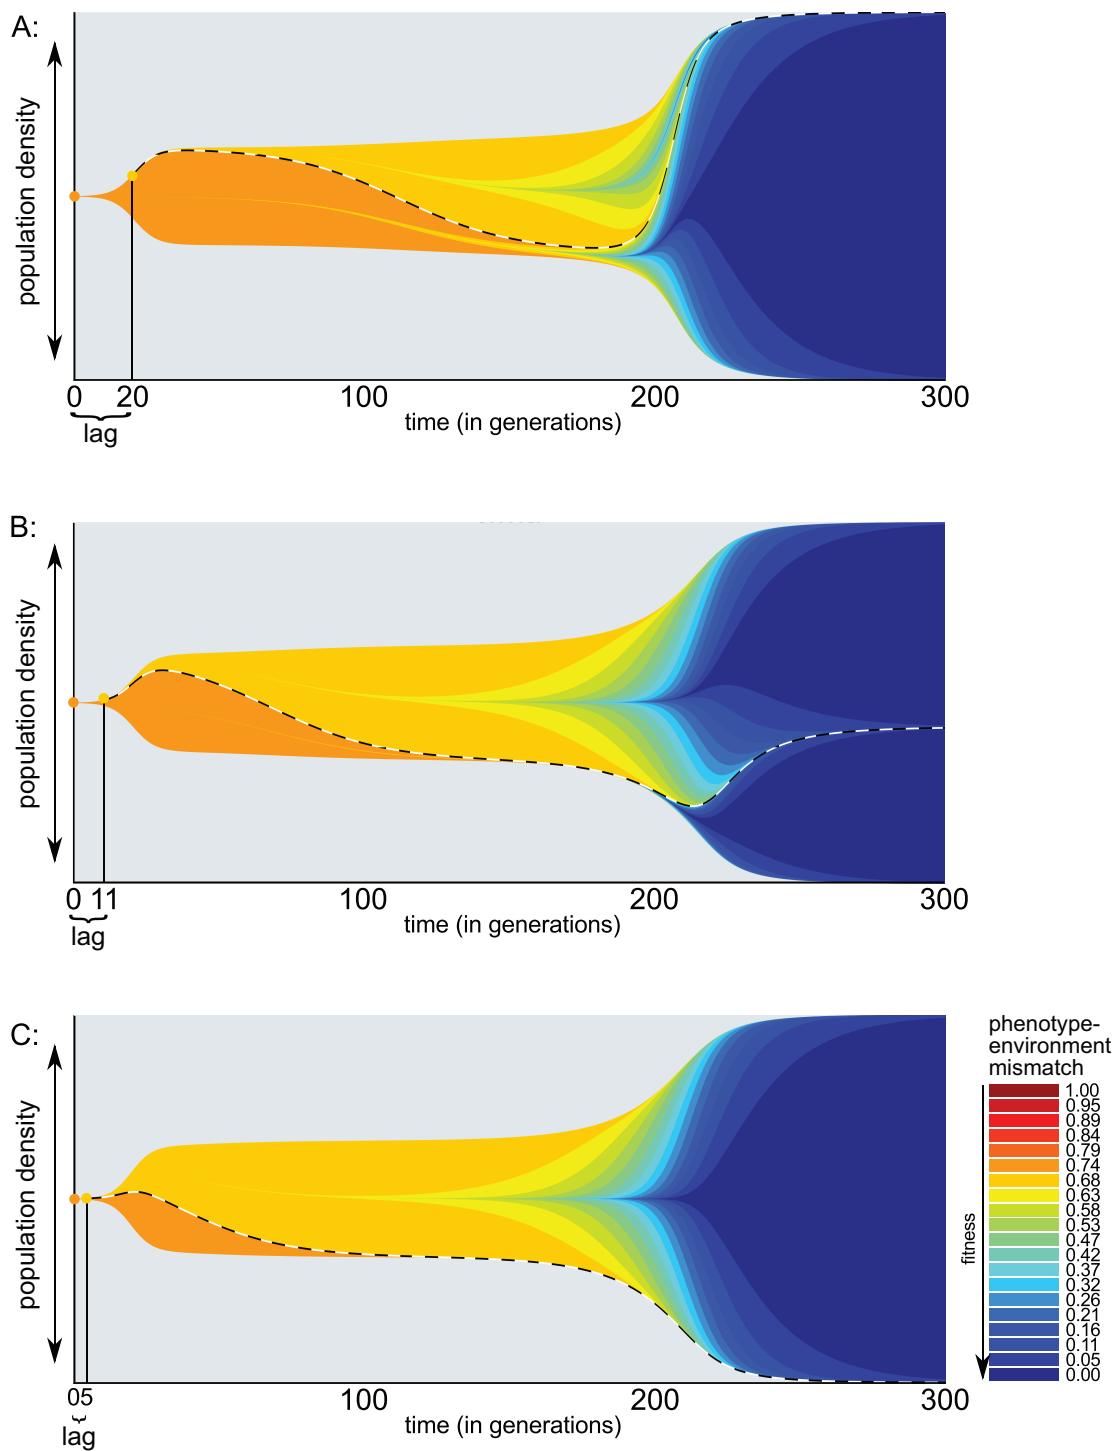 A:
population density
0 20 100 200 300
lag
time (in generations)
B:
population density
0 11 100 200 300
lag
time (in generations)
C:
population density
05 100 200 300
lag
time (in generations)
phenotype-
environment
mismatch
fitness
1.00
0.95
0.89
0.84
0.79
0.74
0.68
0.63
0.58
0.53
0.47
0.42
0.37
0.32
0.26
0.21
0.16
0.11
0.05
0.00